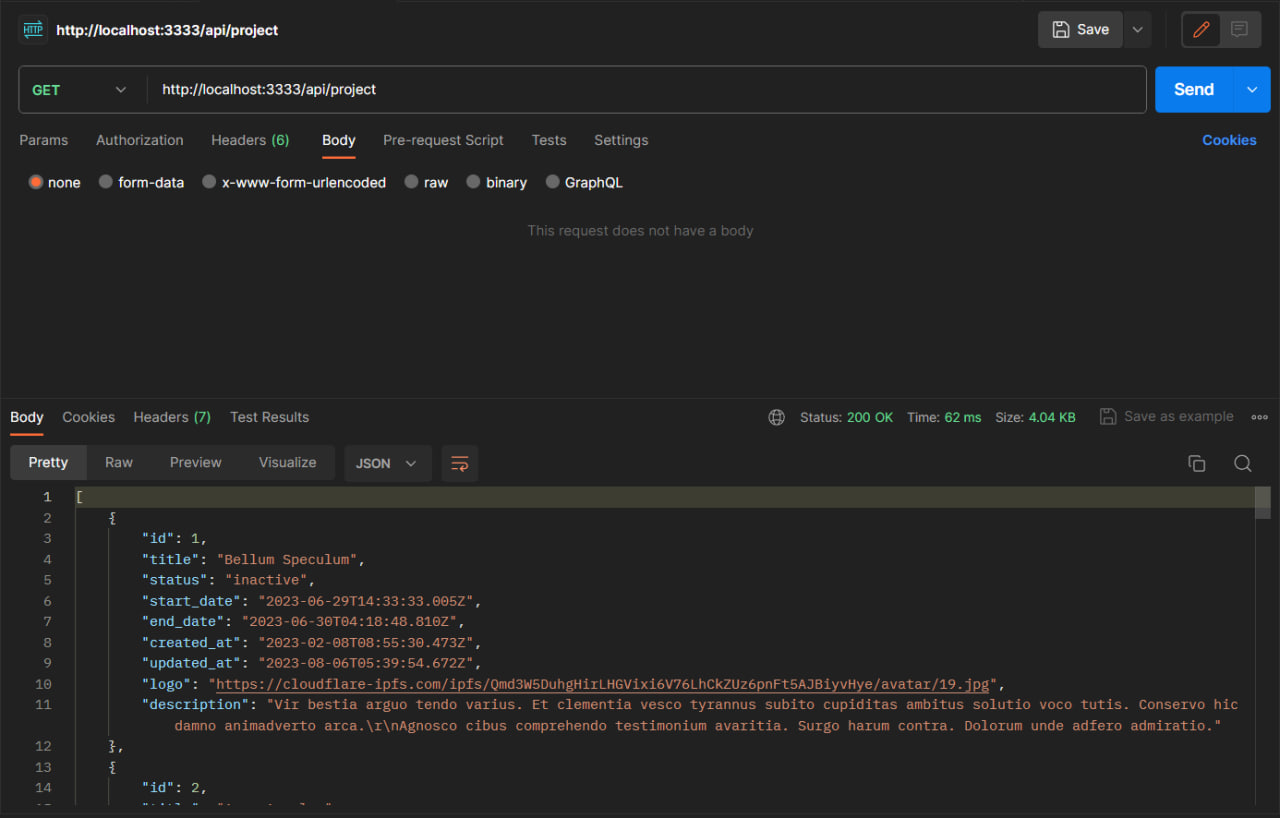 HTTP http://localhost:3333/api/project Save
GET http://localhost:3333/api/project Send
Params Authorization Headers (6) Body Pre-request Script Tests Settings Cookies
none form-data x-www-form-urlencoded raw binary GraphQL
This request does not have a body
Body Cookies Headers (7) Test Results Status: 200 OK Time: 62 ms Size: 4.04 KB Save as example
Pretty Raw Preview Visualize JSON
1 [
2 {
3 "id": 1,
4 "title": "Bellum Speculum",
5 "status": "inactive",
6 "start_date": "2023-06-29T14:33:33.005Z",
7 "end_date": "2023-06-30T04:18:48.810Z",
8 "created_at": "2023-02-08T08:55:30.473Z",
9 "updated_at": "2023-08-06T05:39:54.672Z",
10 "logo": "https://cloudflare-ipfs.com/ipfs/Qmd3W5DuhgHirLHGVixi6V76LhCkZUz6pnFt5AJBiyvHye/avatar/19.jpg",
11 "description": "Vir bestia arguo tendo varius. Et clementia vesco tyrannus subito cupiditas ambitus solutio voco tutis. Conservo hic
damno animadverto arca.\r\nAgnosco cibus comprehendo testimonium avaritia. Surgo harum contra. Dolorum unde adfero admiratio."
12 },
13 {
14 "id": 2,